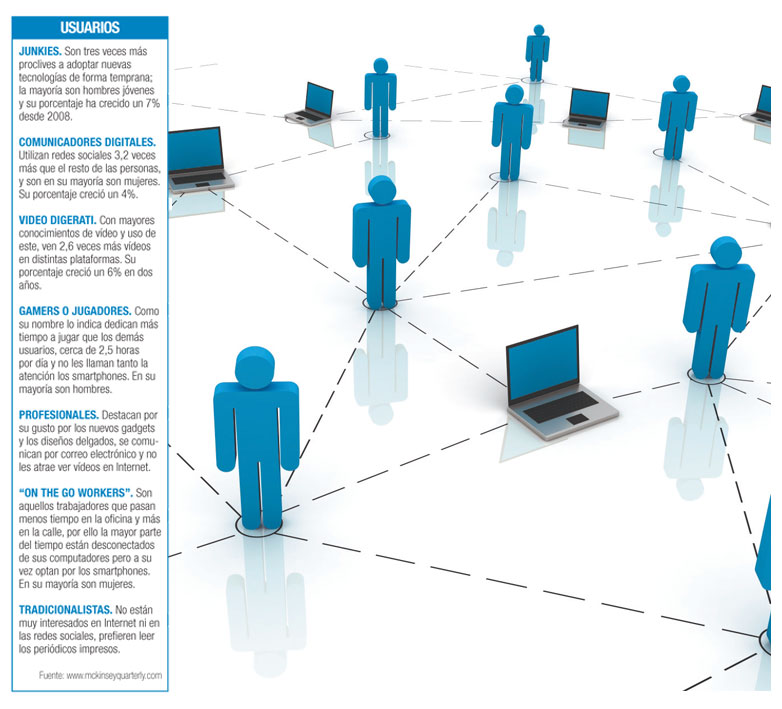 USUARIOS
JUNKIES. Son tres veces más
proclives a adoptar nuevas
tecnologías de forma temprana;
la mayoría son hombres jóvenes
y su porcentaje ha crecido un 7%
desde 2008.
COMUNICADORES DIGITALES.
Utilizan redes sociales 3,2 veces
más que el resto de las personas,
y son en su mayoría son mujeres.
Su porcentaje creció un 4%.
VIDEO DIGERATI. Con mayores
conocimientos de vídeo y uso de
este, ven 2,6 veces más vídeos
en distintas plataformas. Su
porcentaje creció un 6% en dos
años.
GAMERS O JUGADORES. Como
su nombre lo indica dedican más
tiempo a jugar que los demás
usuarios, cerca de 2,5 horas
por día y no les llaman tanto la
atención los smartphones. En su
mayoría son hombres.
PROFESIONALES. Destacan por
su gusto por los nuevos gadgets
y los diseños delgados, se comu-
nican por correo electrónico y no
les atrae ver vídeos en Internet.
“ON THE GO WORKERS”. Son
aquellos trabajadores que pasan
menos tiempo en la oficina y más
en la calle, por ello la mayor parte
del tiempo están desconectados
de sus computadores pero a su
vez optan por los smartphones.
En su mayoría son mujeres.
TRADICIONALISTAS. No están
muy interesados en Internet ni en
las redes sociales, prefieren leer
los periódicos impresos.
Fuente: www.mckinseyquarterly.com